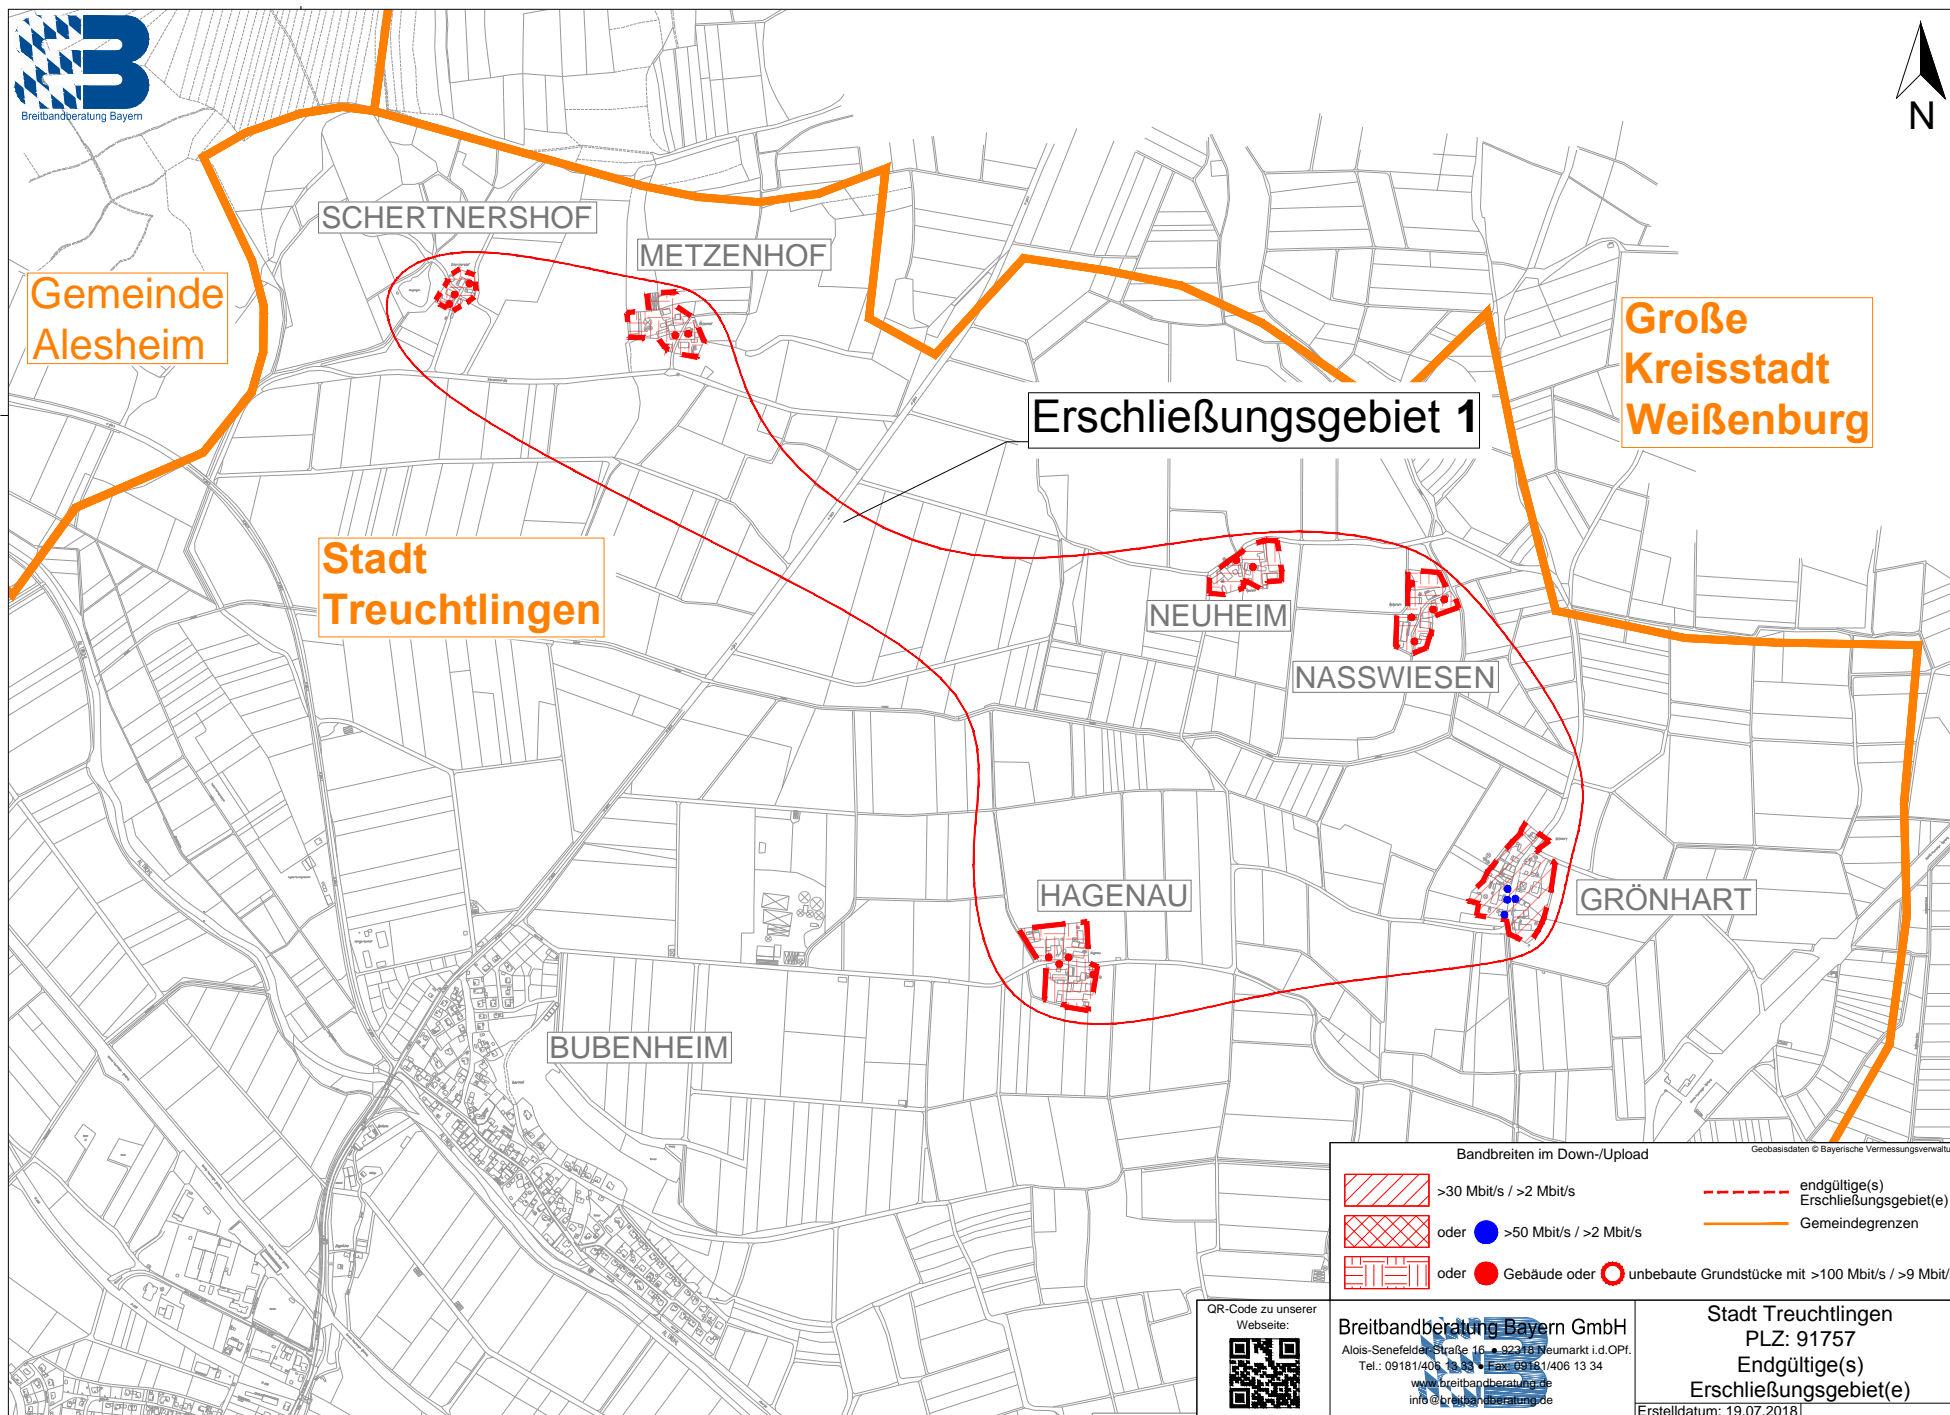 Breitbandberatung Bayern
N
SCHERTNERSHOF
METZENHOF
Gemeinde
Alesheim
Große
Kreisstadt
Weißenburg
Erschließungsgebiet 1
Stadt
Treuchtlingen
NEUHEIM
NASSWIESEN
HAGENAU
GRÖNHART
BUBENHEIM
Bandbreiten im Down-/Upload
Geobasisdaten © Bayerische
>30 Mbit/s / >2 Mbit/s
endgültige(s)
Erschließungsgebiet(e)
oder >50 Mbit/s / >2 Mbit/s
Gemeindegrenzen
oder Gebäude oder unbebaute Grundstücke mit >100 Mbit/s / >9 Mbit/
QR-Code zu unserer
Webseite:
Breitbandberatung Bayern GmbH
Alois-Senefelder-Straße 16 • 92318 Neumarkt i.d.OPf.
Tel.: 09181/406 13 33 • Fax: 09181/406 13 34
www.breitbandberatung.de
info@breitbandberatung.de
Stadt Treuchtlingen
PLZ: 91757
Endgültige(s)
Erschließungsgebiet(e)
Erstelldatum: 19.07.2018